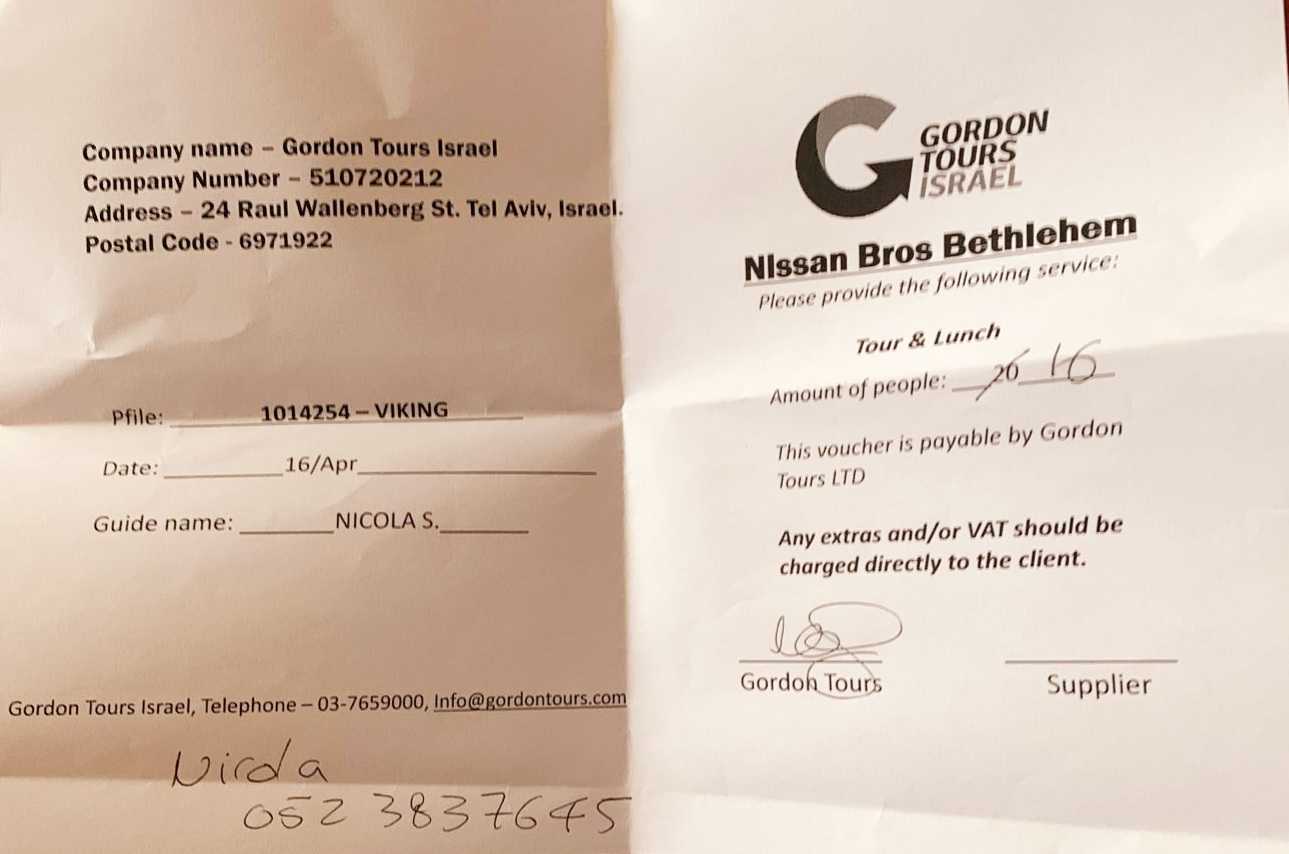 Company name – Gordon Tours Israel
Company Number – 510720212
Address – 24 Raul Wallenberg St. Tel Aviv, Israel.
Postal Code - 6971922
Pfile: 1014254 – VIKING
Date: 16/Apr
Guide name: NICOLA S.
Gordon Tours Israel, Telephone – 03-7659000, Info@gordontours.com
Nicola
052 3837645
GORDON
TOURS
ISRAEL
NIssan Bros Bethlehem
Please provide the following service:
Tour & Lunch
Amount of people: 26 16
This voucher is payable by Gordon
Tours LTD
Any extras and/or VAT should be
charged directly to the client.
Gordon Tours
Supplier